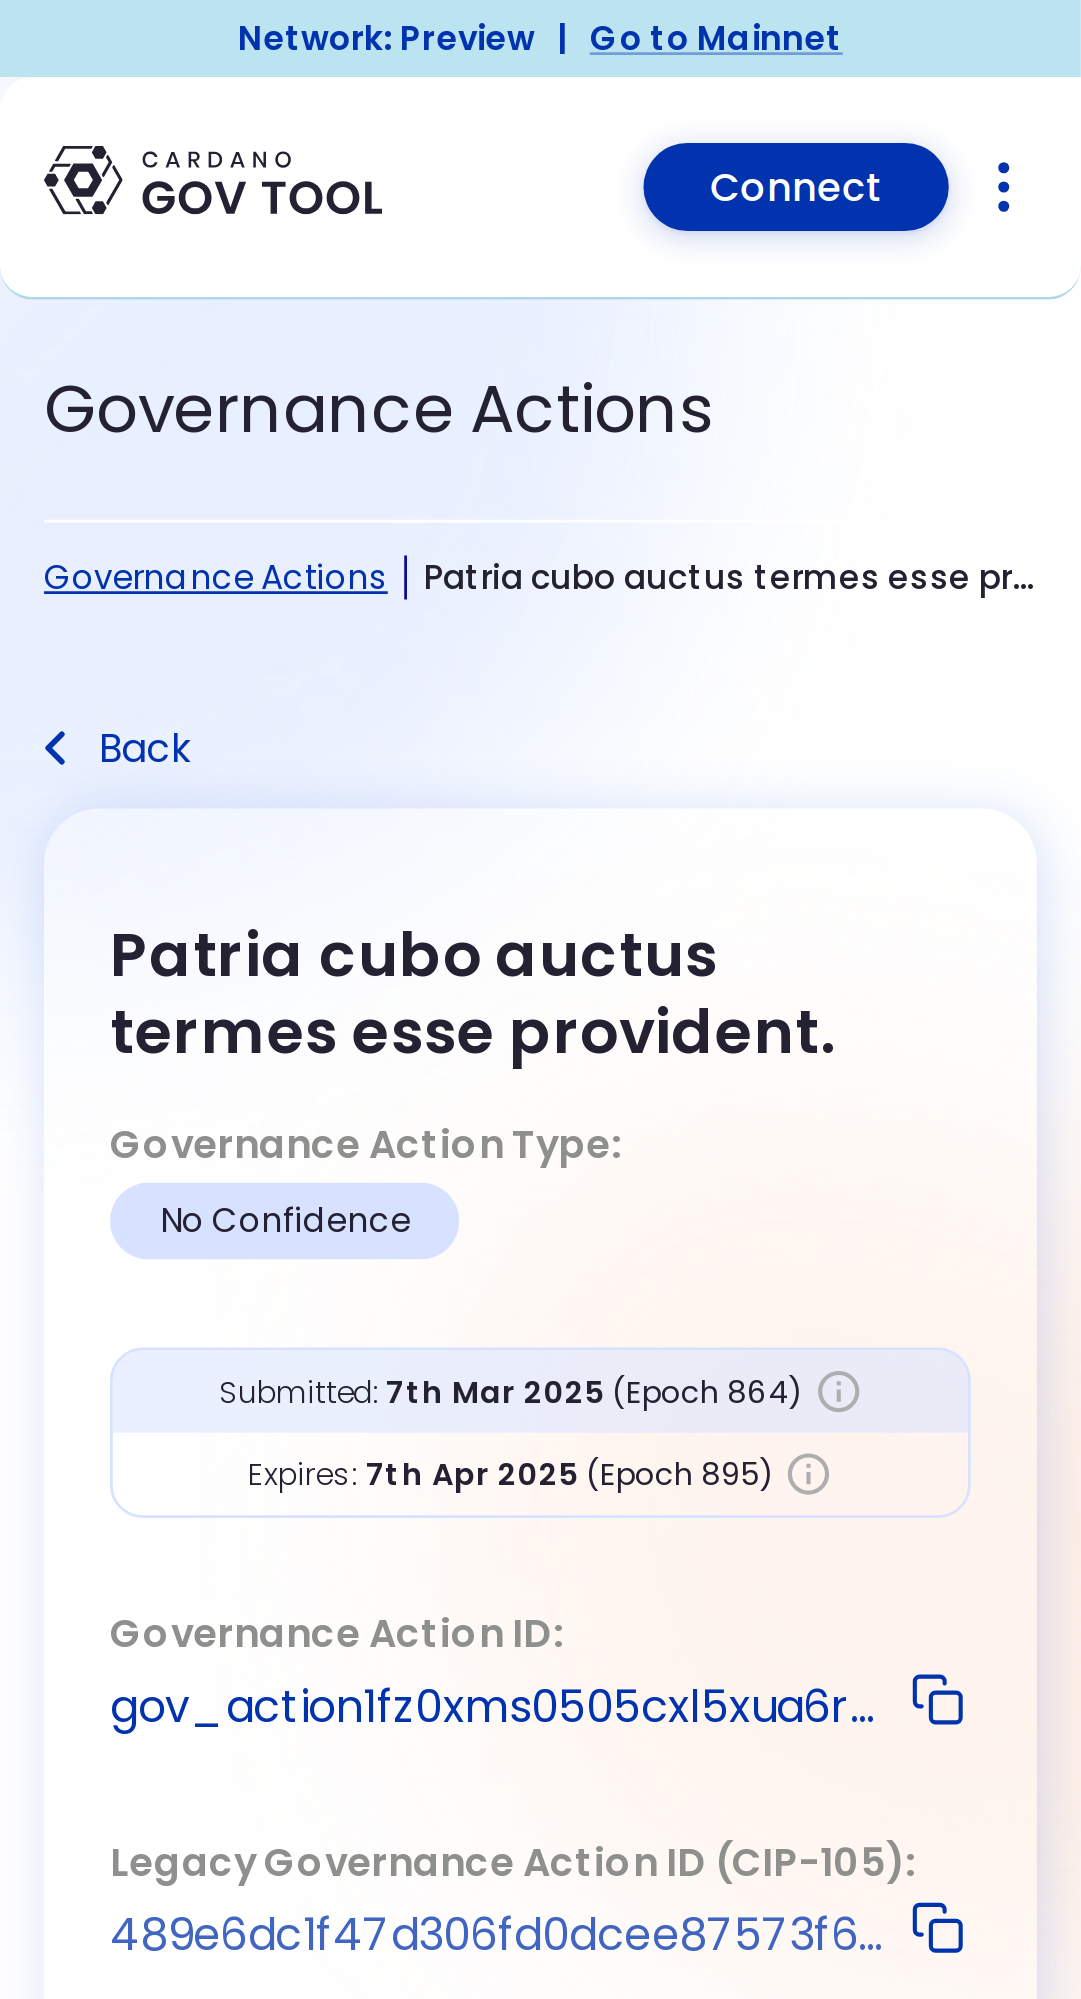 Network: Preview | Go to Mainnet
CARDANO
GOV TOOL
Connect
Governance Actions
Governance Actions | Patria cubo auctus termes esse pr...
Back
Patria cubo auctus
termes esse provident.
Governance Action Type:
No Confidence
Submitted: 7th Mar 2025 (Epoch 864)
Expires: 7th Apr 2025 (Epoch 895)
Governance Action ID:
gov_action1fz0xms0505cxl5xua6r...
Legacy Governance Action ID (CIP-105):
489e6dc1f47d306fd0dcee87573f6...